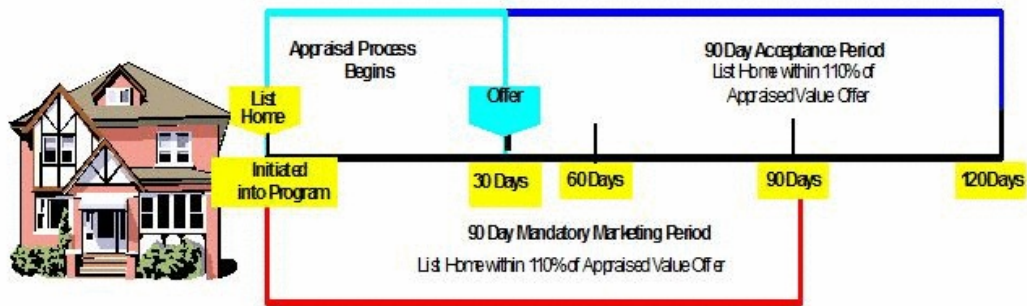 Appraisal Process
Begins
90 Day Acceptance Period
List Home within 110% of
Appraised Value Offer
List
Home
Offer
Initiated
into Program
30 Days
60 Days
90 Days
120 Days
90 Day Mandatory Marketing Period
List Home within 110% of Appraised Value Offer